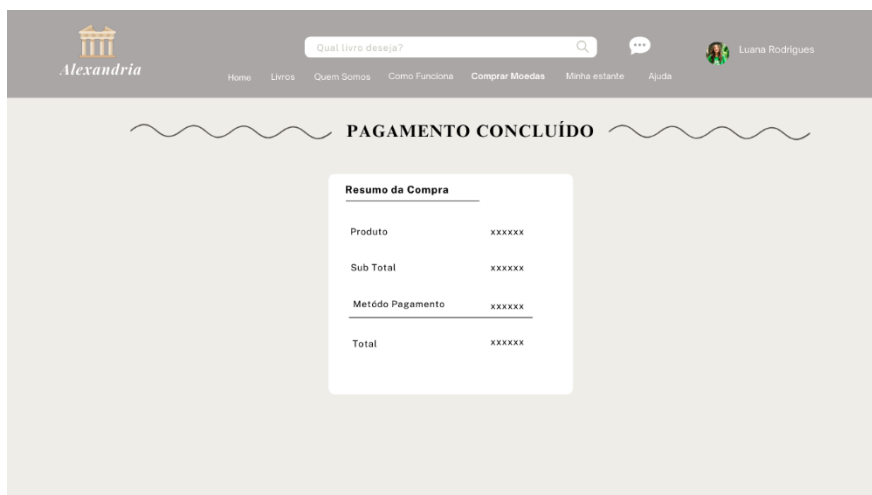 Qual livro deseja?
Luana Rodrigues
Alexandria
Home Livros Quem Somos Como Funciona Comprar Moedas Minha estante Ajuda
PAGAMENTO CONCLUÍDO
Resumo da Compra
Produto xxxxxx
Sub Total xxxxxx
Metódo Pagamento xxxxxx
Total xxxxxx